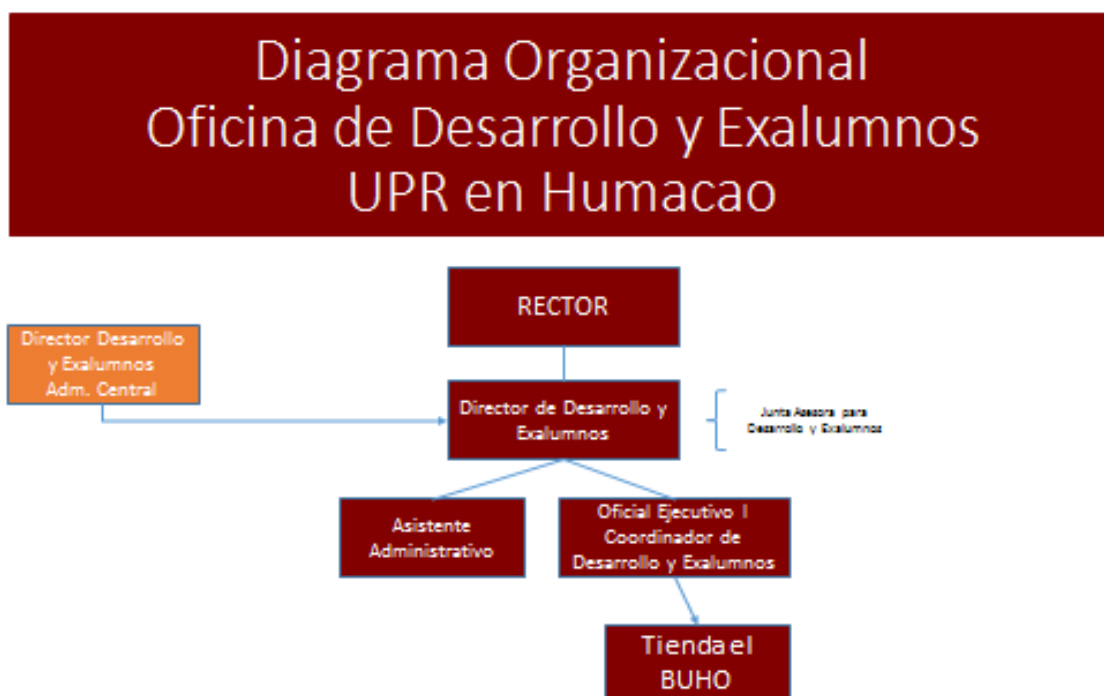 Diagrama Organizacional
Oficina de Desarrollo y Exalumnos
UPR en Humacao
RECTOR
Director Desarrollo
y Exalumnos
Adm. Central
Director de Desarrollo y
Exalumnos
Junta Asesora para
Desarrollo y Exalumnos
Asistente
Administrativo
Oficial Ejecutivo I
Coordinador de
Desarrollo y Exalumnos
Tienda el
BUHO